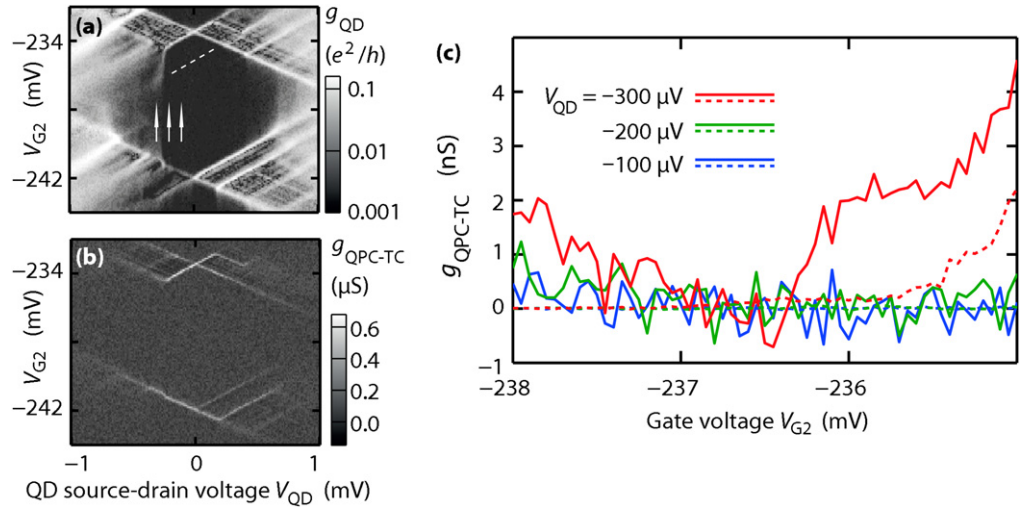 (a)
g_QD
(e²/h)
0.1
0.01
0.001
−234
−242
V_G2 (mV)
(b)
g_QPC-TC
(μS)
0.6
0.4
0.2
0.0
−234
−242
V_G2 (mV)
−1
0
1
QD source-drain voltage V_QD (mV)
(c)
g_QPC-TC (nS)
4
3
2
1
0
−1
V_QD = −300 μV
−200 μV
−100 μV
−238
−237
−236
Gate voltage V_G2 (mV)